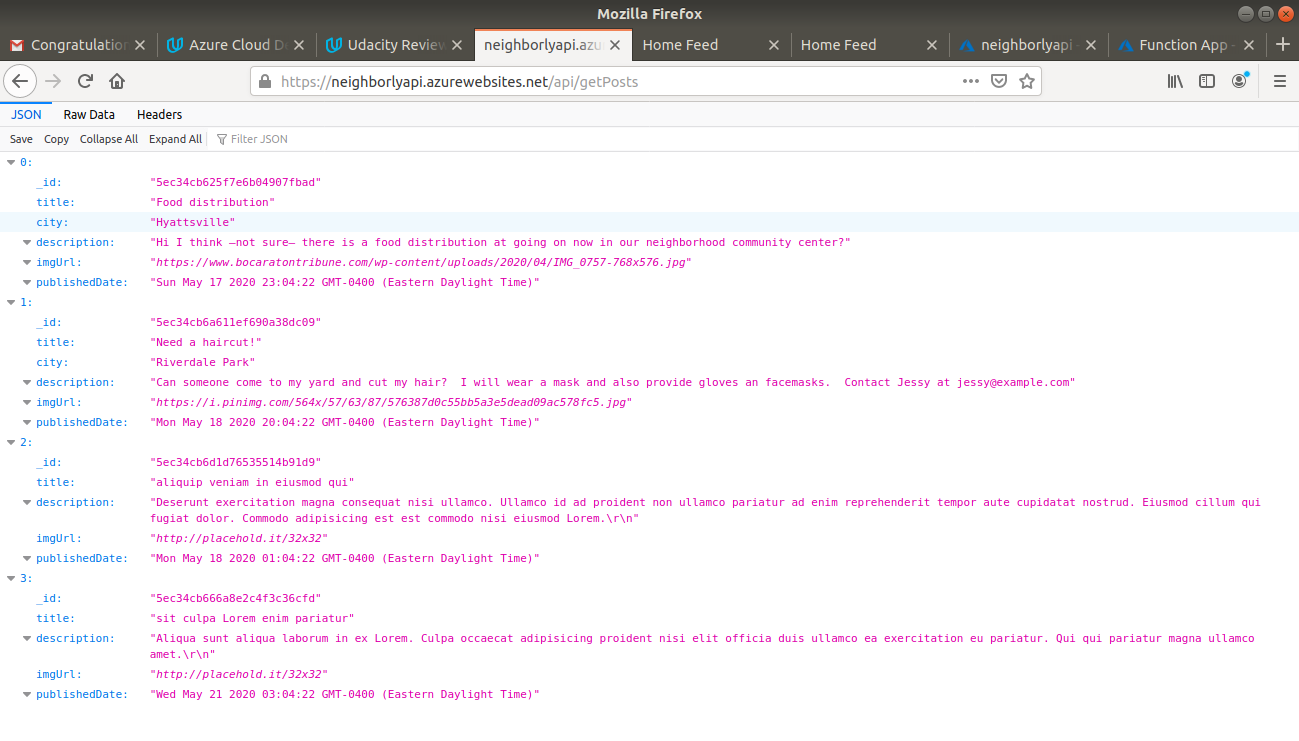 Mozilla Firefox
Congratulation
Azure Cloud D
Udacity Review
neighborlyapi.azu
Home Feed
Home Feed
neighborlyapi -
Function App -
https://neighborlyapi.azurewebsites.net/api/getPosts
JSON Raw Data Headers
Save Copy Collapse All Expand All Filter JSON
0:
_id: "5ec34cb625f7e6b04907fbad"
title: "Food distribution"
city: "Hyattsville"
description: "Hi I think —not sure— there is a food distribution at going on now in our neighborhood community center?"
imgUrl: "https://www.bocaratontribune.com/wp-content/uploads/2020/04/IMG_0757-768x576.jpg"
publishedDate: "Sun May 17 2020 23:04:22 GMT-0400 (Eastern Daylight Time)"
1:
_id: "5ec34cb6a611ef690a38dc09"
title: "Need a haircut!"
city: "Riverdale Park"
description: "Can someone come to my yard and cut my hair?  I will wear a mask and also provide gloves an facemasks.  Contact Jessy at jessy@example.com"
imgUrl: "https://i.pinimg.com/564x/57/63/87/576387d0c55bb5a3e5dead09ac578fc5.jpg"
publishedDate: "Mon May 18 2020 20:04:22 GMT-0400 (Eastern Daylight Time)"
2:
_id: "5ec34cb6d1d76535514b91d9"
title: "aliquip veniam in eiusmod qui"
description: "Deserunt exercitation magna consequat nisi ullamco. Ullamco id ad proident non ullamco pariatur ad enim reprehenderit tempor aute cupidatat nostrud. Eiusmod cillum qui
fugiat dolor. Commodo adipisicing est est commodo nisi eiusmod Lorem.\r\n"
imgUrl: "http://placehold.it/32x32"
publishedDate: "Mon May 18 2020 01:04:22 GMT-0400 (Eastern Daylight Time)"
3:
_id: "5ec34cb666a8e2c4f3c36cfd"
title: "sit culpa Lorem enim pariatur"
description: "Aliqua sunt aliqua laborum in ex Lorem. Culpa occaecat adipisicing proident nisi elit officia duis ullamco ea exercitation eu pariatur. Qui qui pariatur magna ullamco
amet.\r\n"
imgUrl: "http://placehold.it/32x32"
publishedDate: "Wed May 21 2020 03:04:22 GMT-0400 (Eastern Daylight Time)"